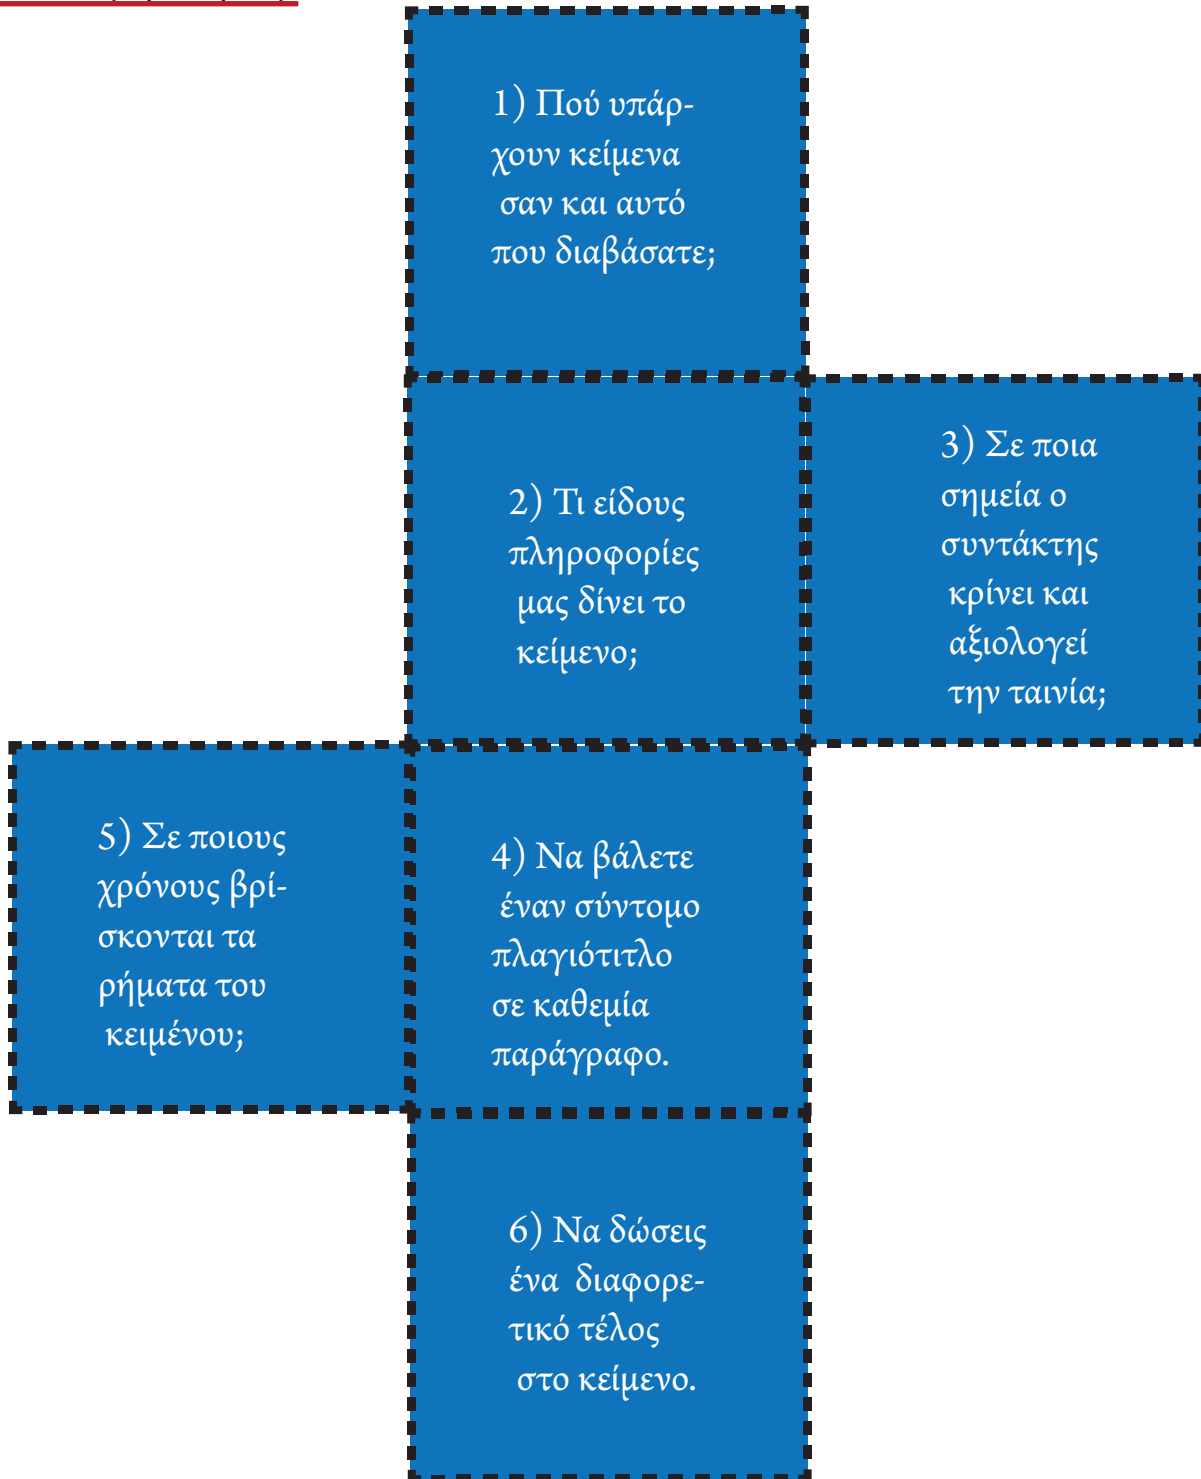 1) Πού υπάρ-
χουν κείμενα
σαν και αυτό
που διαβάσατε;
2) Τι είδους
πληροφορίες
μας δίνει το
κείμενο;
3) Σε ποια
σημεία ο
συντάκτης
κρίνει και
αξιολογεί
την ταινία;
5) Σε ποιους
χρόνους βρί-
σκονται τα
ρήματα του
κειμένου;
4) Να βάλετε
έναν σύντομο
πλαγιότιτλο
σε καθεμία
παράγραφο.
6) Να δώσεις
ένα διαφορε-
τικό τέλος
στο κείμενο.